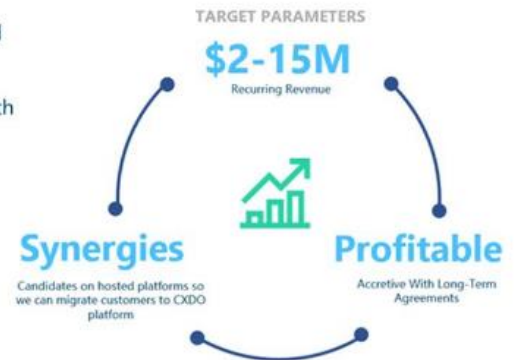 TARGET PARAMETERS
$2-15M
Recurring Revenue
Synergies
Candidates on hosted platforms so
we can migrate customers to CXDO
platform
Profitable
Accretive With Long-Term
Agreements